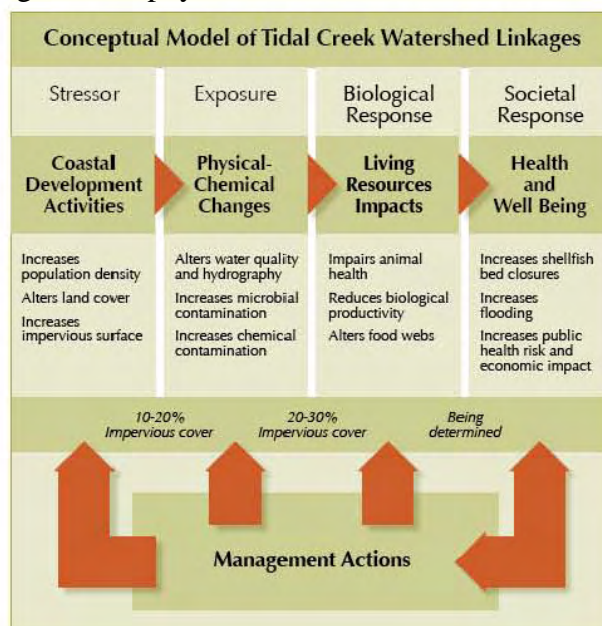 Conceptual Model of Tidal Creek Watershed Linkages
Stressor
Exposure
Biological
Response
Societal
Response
Coastal
Development
Activities
Physical-
Chemical
Changes
Living
Resources
Impacts
Health
and
Well Being
Increases
population density
Alters land cover
Increases
impervious surface
Alters water quality
and hydrography
Increases microbial
contamination
Increases chemical
contamination
Impairs animal
health
Reduces biological
productivity
Alters food webs
Increases shellfish
bed closures
Increases
flooding
Increases public
health risk and
economic impact
10-20%
Impervious cover
20-30%
Impervious cover
Being
determined
Management Actions